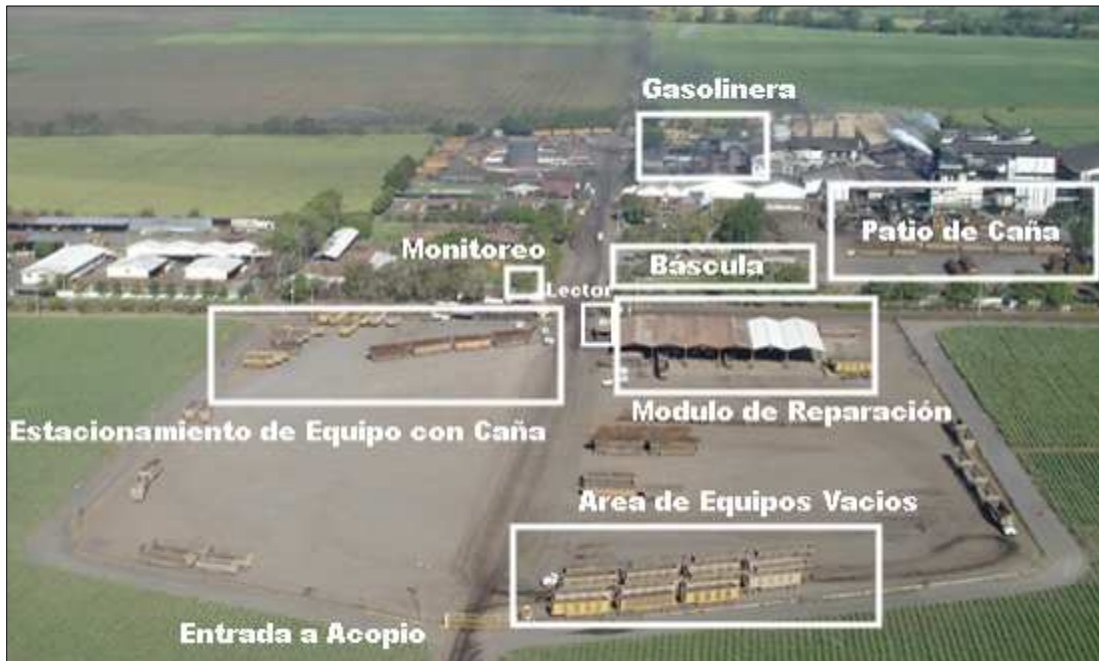 Gasolinera
Patio de Caña
Monitoreo
Báscula
Lector
Modulo de Reparación
Estacionamiento de Equipo con Caña
Area de Equipos Vacios
Entrada a Acopio